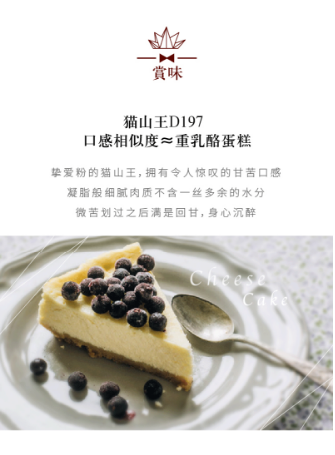 賞味
猫山王D197
口感相似度≈重乳酪蛋糕
挚爱粉的猫山王，拥有令人惊叹的甘苦口感
凝脂般细腻肉质不含一丝多余的水分
微苦划过之后满是回甘，身心沉醉
Cheese
Cake